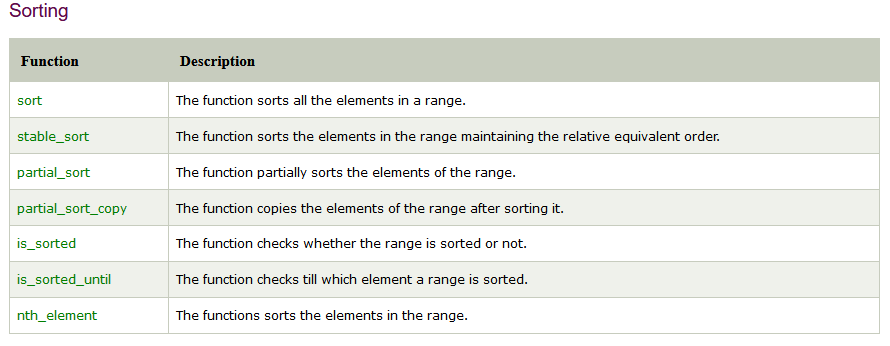 Sorting
Function Description
sort The function sorts all the elements in a range.
stable_sort The function sorts the elements in the range maintaining the relative equivalent order.
partial_sort The function partially sorts the elements of the range.
partial_sort_copy The function copies the elements of the range after sorting it.
is_sorted The function checks whether the range is sorted or not.
is_sorted_until The function checks till which element a range is sorted.
nth_element The functions sorts the elements in the range.